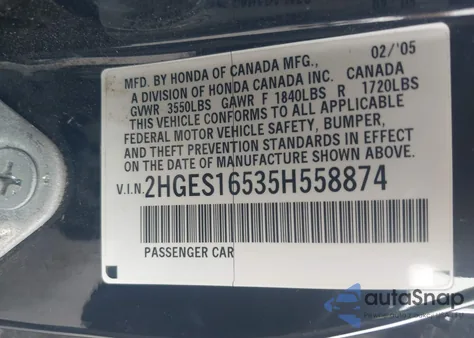 MFD. BY HONDA OF CANADA MFG., 02/'05
A DIVISION OF HONDA CANADA INC. CANADA
GVWR 3550LBS GAWR F 1840LBS R 1720LBS
THIS VEHICLE CONFORMS TO ALL APPLICABLE
FEDERAL MOTOR VEHICLE SAFETY, BUMPER,
AND THEFT PREVENTION STANDARDS IN EFFECT
ON THE DATE OF MANUFACTURE SHOWN ABOVE.
V.I.N. 2HGES16535H558874
PASSENGER CAR
autoSnap